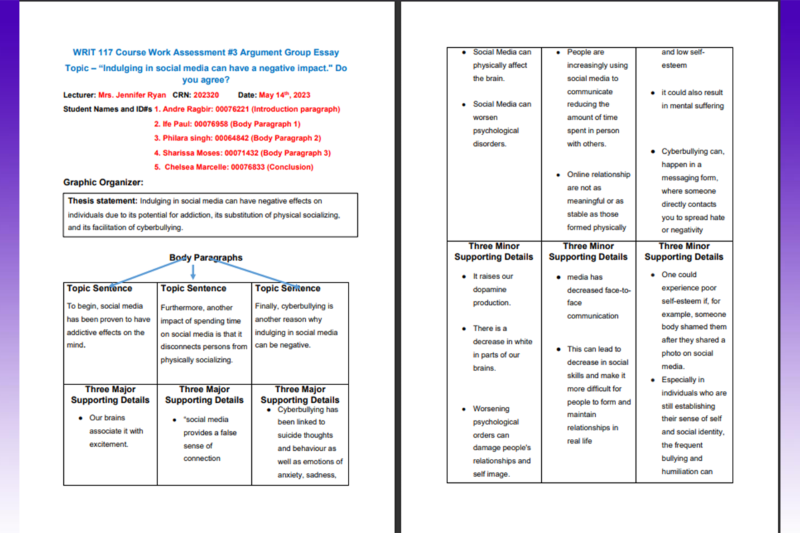 WRIT 117 Course Work Assessment #3 Argument Group Essay
Topic – “Indulging in social media can have a negative impact." Do
you agree?
Lecturer: Mrs. Jennifer Ryan CRN: 202320 Date: May 14th, 2023
Student Names and ID#s 1. Andre Ragbir: 00076221 (Introduction paragraph)
2. Ife Paul: 00076958 (Body Paragraph 1)
3. Philara singh: 00064842 (Body Paragraph 2)
4. Sharissa Moses: 00071432 (Body Paragraph 3)
5. Chelsea Marcelle: 00076833 (Conclusion)
Graphic Organizer:
Thesis statement: Indulging in social media can have negative effects on
individuals due to its potential for addiction, its substitution of physical socializing,
and its facilitation of cyberbullying.
Body Paragraphs
Topic Sentence
To begin, social media
has been proven to have
addictive effects on the
mind.
Topic Sentence
Furthermore, another
impact of spending time
on social media is that it
disconnects persons from
physically socializing.
Topic Sentence
Finally, cyberbullying is
another reason why
indulging in social media
can be negative.
Three Major
Supporting Details
• Our brains
associate it with
excitement.
Three Major
Supporting Details
• “social media
provides a false
sense of
connection
Three Major
Supporting Details
• Cyberbullying has
been linked to
suicide thoughts
and behaviour as
well as emotions of
anxiety, sadness,
• Social Media can
physically affect
the brain.
• Social Media can
worsen
psychological
disorders.
• People are
increasingly using
social media to
communicate
reducing the
amount of time
spent in person
with others.
• Online relationship
are not as
meaningful or as
stable as those
formed physically
and low self-
esteem
• it could also result
in mental suffering
• Cyberbullying can,
happen in a
messaging form,
where someone
directly contacts
you to spread hate
or negativity
Three Minor
Supporting Details
• It raises our
dopamine
production.
• There is a
decrease in white
in parts of our
brains.
• Worsening
psychological
orders can
damage people's
relationships and
self image.
Three Minor
Supporting Details
• media has
decreased face-to-
face
communication
• This can lead to
decrease in social
skills and make it
more difficult for
people to form and
maintain
relationships in
real life
Three Minor
Supporting Details
• One could
experience poor
self-esteem if, for
example, someone
body shamed them
after they shared a
photo on social
media.
• Especially in
individuals who are
still establishing
their sense of self
and social identity,
the frequent
bullying and
humiliation can